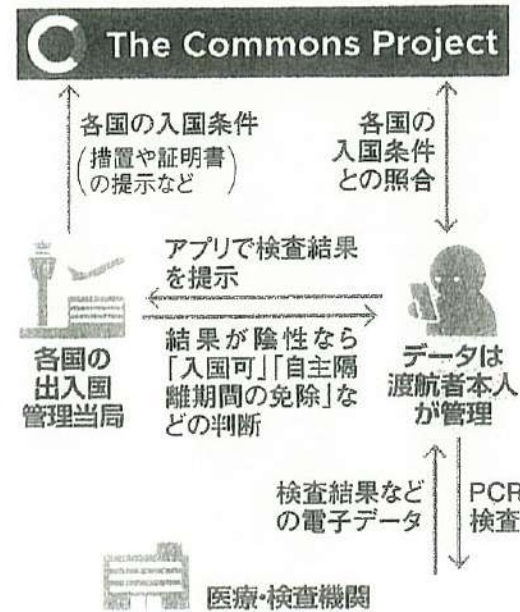 The Commons Project
各国の入国条件
(措置や証明書
の提示など)
各国の
入国条件
との照合
アプリで検査結果
を提示
結果が陰性なら
「入国可」「自主隔
離期間の免除」な
どの判断
各国の
出入国
管理当局
データは
渡航者本人
が管理
検査結果など
の電子データ
PCR
検査
医療・検査機関